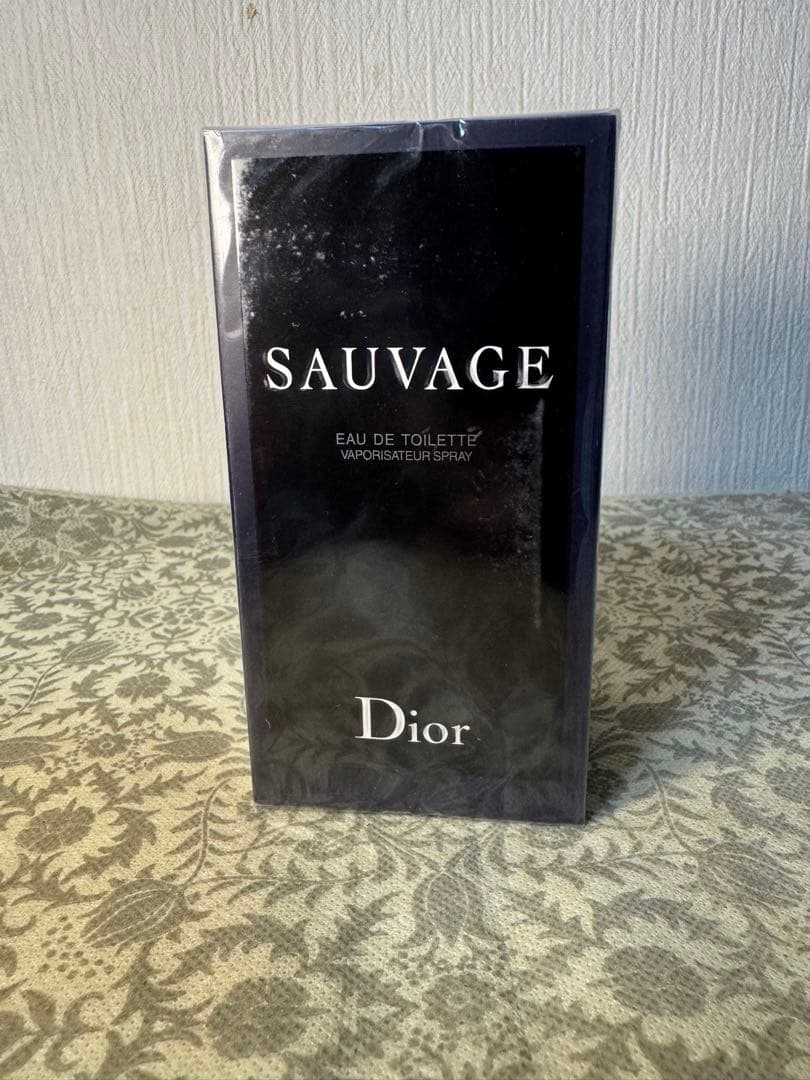 SAUVAGE
EAU DE TOILETTE
VAPORISATEUR SPRAY
Dior